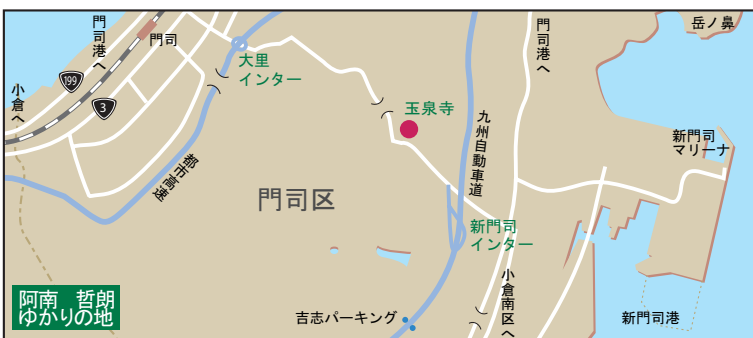 門司港へ
門司
199
3
小倉へ
大里
インター
都市高速
玉泉寺
九州自動車道
門司港へ
岳ノ鼻
新門司
マリーナ
門司区
新門司
インター
小倉南区へ
吉志パーキング
新門司港
阿南 哲朗
ゆかりの地